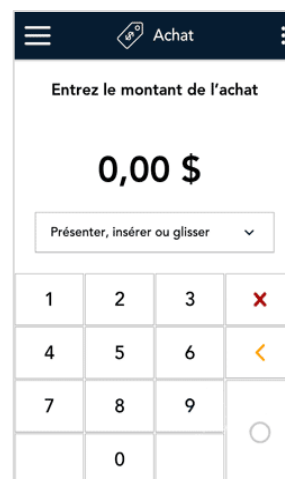 Achat
Entrez le montant de l'achat
0,00 $
Présenter, insérer ou glisser
1 2 3
4 5 6
7 8 9
0